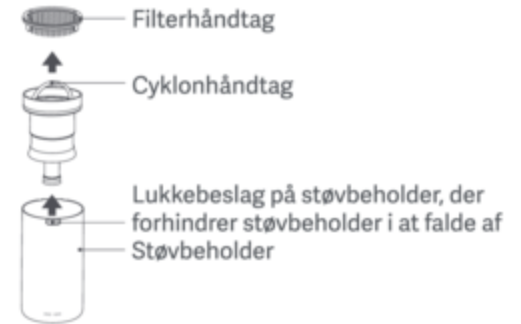 Filterhåndtag
Cyklonhåndtag
Lukkebeslag på støvbeholder, der
forhindrer støvbeholder i at falde af
Støvbeholder